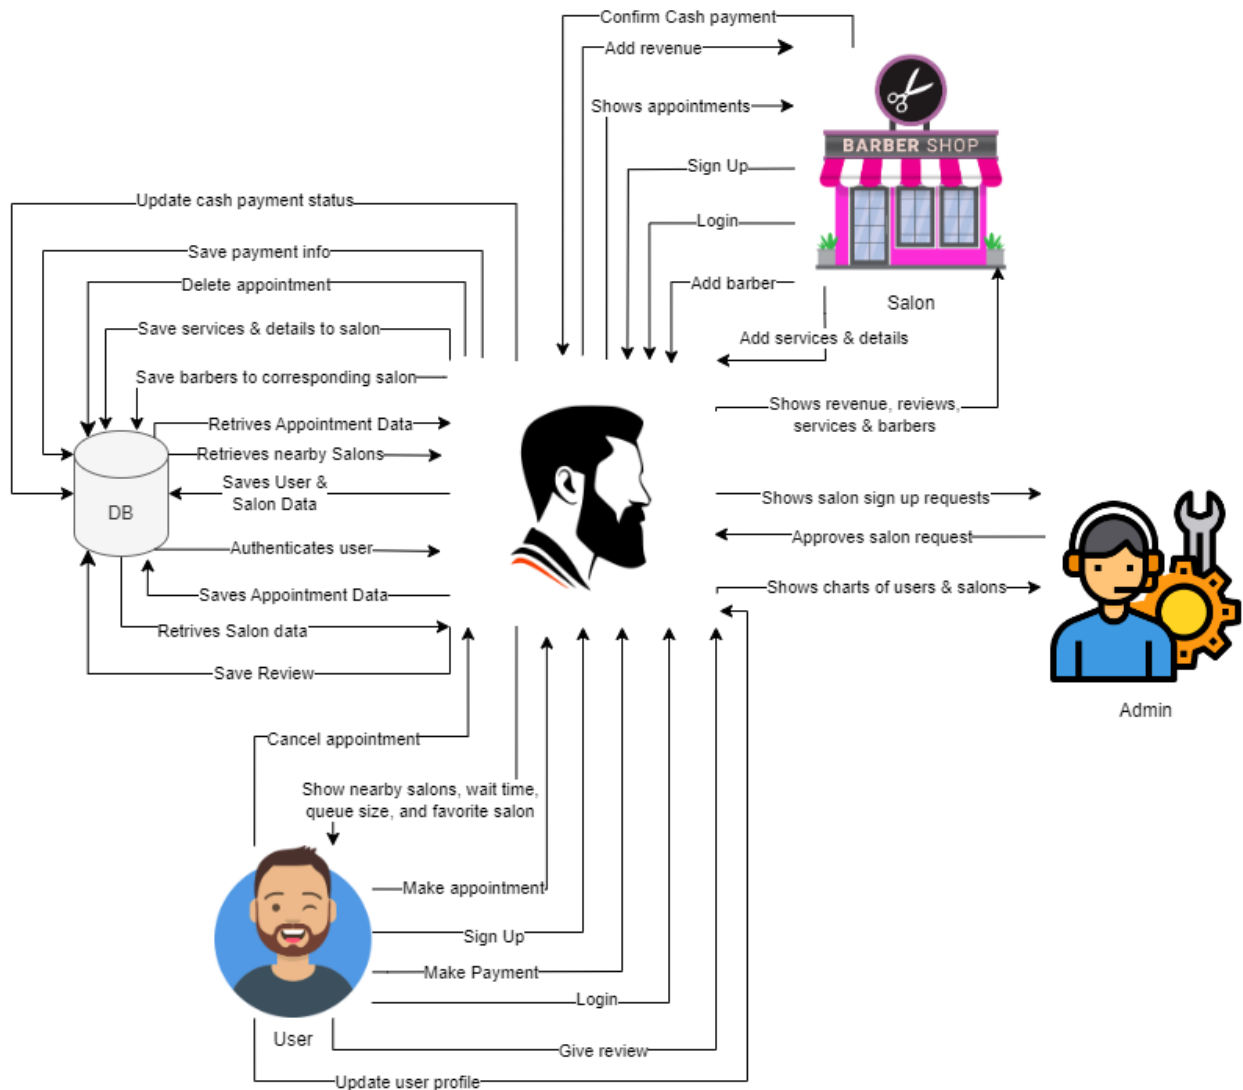 Confirm Cash payment
Add revenue
Shows appointments
BARBER SHOP
Sign Up
Update cash payment status
Login
Save payment info
Delete appointment
Add barber
Salon
Save services & details to salon
Add services & details
Save barbers to corresponding salon
Shows revenue, reviews,
services & barbers
Retrives Appointment Data
Retrieves nearby Salons
Saves User &
Salon Data
Shows salon sign up requests
DB
Approves salon request
Authenticates user
Shows charts of users & salons
Saves Appointment Data
Retrives Salon data
Save Review
Admin
Cancel appointment
Show nearby salons, wait time,
queue size, and favorite salon
Make appointment
Sign Up
Make Payment
Login
User
Give review
Update user profile